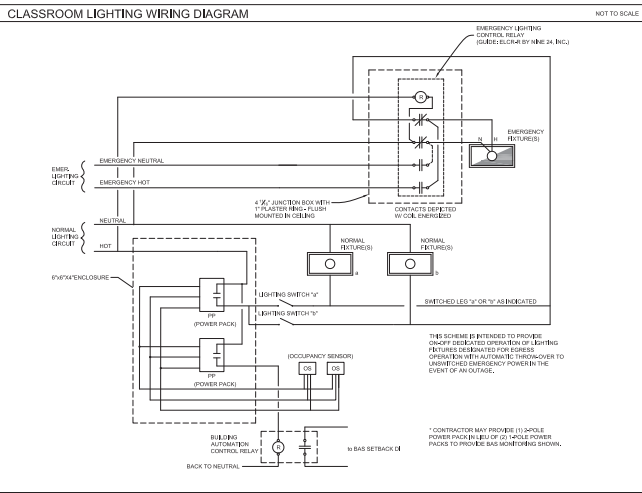 CLASSROOM LIGHTING WIRING DIAGRAM
NOT TO SCALE
EMERGENCY LIGHTING
CONTROL RELAY
(GUIDE: ELCR-R BY NINE 24, INC.)
R
N H
EMERGENCY
FIXTURE(S)
EMER.
LIGHTING
CIRCUIT
EMERGENCY NEUTRAL
EMERGENCY HOT
4 11/16" JUNCTION BOX WITH
1" PLASTER RING - FLUSH
MOUNTED IN CEILING
CONTACTS DEPICTED
W/ COIL ENERGIZED
NORMAL
LIGHTING
CIRCUIT
NEUTRAL
HOT
NORMAL
FIXTURE(S)
a
NORMAL
FIXTURE(S)
b
6"x6"X4"ENCLOSURE
LIGHTING SWITCH "a"
SWITCHED LEG "a" OR "b" AS INDICATED
LIGHTING SWITCH "b"
PP
(POWER PACK)
THIS SCHEME IS INTENDED TO PROVIDE
ON-OFF DEDICATED OPERATION OF LIGHTING
FIXTURES DESIGNATED FOR EGRESS
OPERATION WITH AUTOMATIC THROW-OVER TO
UNSWITCHED EMERGENCY POWER IN THE
EVENT OF AN OUTAGE.
(OCCUPANCY SENSOR)
OS OS
PP
(POWER PACK)
BUILDING
AUTOMATION
CONTROL RELAY
R
to BAS SETBACK DI
BACK TO NEUTRAL
* CONTRACTOR MAY PROVIDE (1) 2-POLE
POWER PACK IN LIEU OF (2) 1-POLE POWER
PACKS TO PROVIDE BAS MONITORING SHOWN.